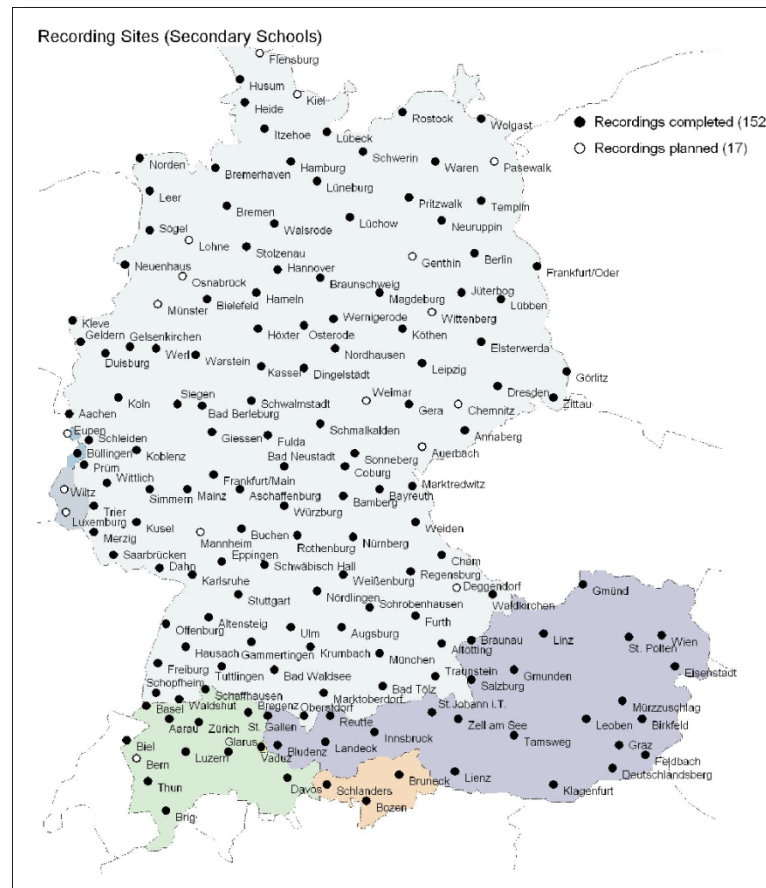 Recording Sites (Secondary Schools)
Flensburg
Husum
Kiel
Heide
Rostock
Wolgast
Recordings completed (152
Itzehoe
Lübeck
Schwerin
Waren
Pasewalk
Recordings planned (17)
Norden
Bremerhaven
Hamburg
Lüneburg
Leer
Pritzwalk
Templin
Bremen
Walsrode
Lüchow
Neuruppin
Sögel
Lohne
Stolzenau
Genthin
Berlin
Neuenhaus
Hannover
Frankfurt/Oder
Osnabrück
Braunschweig
Münster
Bielefeld
Hameln
Magdeburg
Jüterbog
Lübben
Kleve
Wernigerode
Wittenberg
Geldern
Gelsenkirchen
Höxter
Osterode
Köthen
Elsterwerda
Duisburg
Werl
Warstein
Nordhausen
Leipzig
Kassel
Dingelstädt
Görlitz
Koln
Siegen
Schwalmstadt
Weimar
Gera
Dresden
Chemnitz
Zittau
Aachen
Bad Berleburg
Eupen
Schleiden
Giessen
Fulda
Schmalkalden
Annaberg
Büllingen
Koblenz
Bad Neustadt
Sonneberg
Auerbach
Prüm
Wittlich
Frankfurt/Main
Coburg
Marktredwitz
Wiltz
Simmern
Mainz
Aschaffenburg
Bamberg
Bayreuth
Trier
Würzburg
Luxemburg
Kusel
Weiden
Merzig
Mannheim
Buchen
Rothenburg
Nürnberg
Saarbrücken
Eppingen
Cham
Dahn
Schwäbisch Hall
Regensburg
Karlsruhe
Weißenburg
Deggendorf
Stuttgart
Nördlingen
Waldkirchen
Gmünd
Schrobenhausen
Altensteig
Furth
Offenburg
Ulm
Augsburg
Braunau
Linz
Wien
Hausach
Gammertingen
Krumbach
Altötting
St. Pölten
München
Freiburg
Tuttlingen
Bad Waldsee
Traunstein
Gmunden
Eisenstadt
Schopfheim
Bad Tölz
Salzburg
Schaffhausen
Marktoberdorf
Basel
Waldshut
Bregenz
Oberstdorf
St.Johann i.T.
Mürzzuschlag
Aarau
Zürich
St. Gallen
Reutte
Zell am See
Leoben
Birkfeld
Biel
Glarus
Innsbruck
Tamsweg
Graz
Bern
Luzern
Vaduz
Bludenz
Landeck
Feldbach
Thun
Davos
Schlanders
Bruneck
Lienz
Deutschlandsberg
Klagenfurt
Brig
Bozen